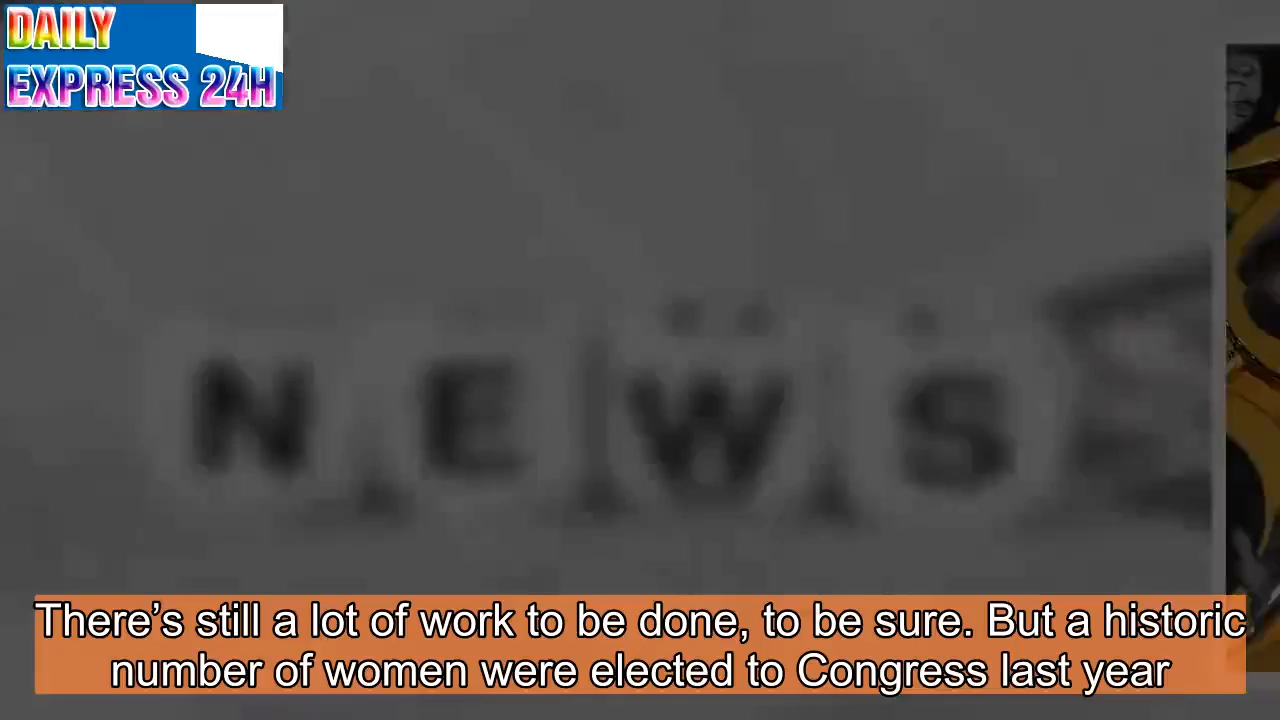 DAILY
EXPRESS 24H
NEWS
There’s still a lot of work to be done, to be sure. But a historic
number of women were elected to Congress last year